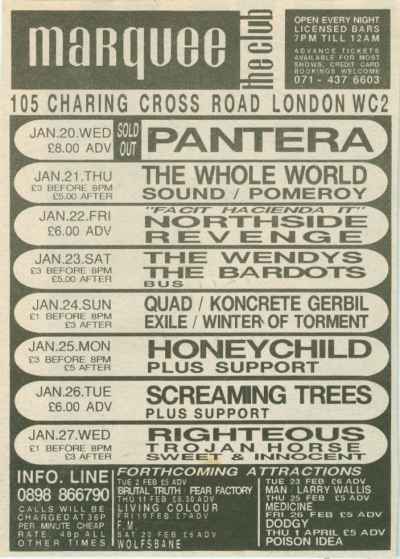 marquee
the club
OPEN EVERY NIGHT
LICENSED BARS
7PM TILL 12AM
ADVANCE TICKETS
AVAILABLE FOR MOST
SHOWS, CREDIT CARD
BOOKINGS WELCOME
071 - 437 6603
105 CHARING CROSS ROAD LONDON WC2
JAN.20.WED
£8.00 ADV
SOLD
OUT
PANTERA
JAN.21.THU
£3 BEFORE 8PM
£5.00 AFTER
THE WHOLE WORLD
SOUND / POMEROY
JAN.22.FRI
£6.00 ADV
"FACIT HACIENDA IT"
NORTHSIDE
REVENGE
JAN.23.SAT
£3 BEFORE 8PM
£5.00 AFTER
THE WENDYS
THE BARDOTS
BUS
JAN.24.SUN
£1 BEFORE 8PM
£3 AFTER
QUAD / KONCRETE GERBIL
EXILE / WINTER OF TORMENT
JAN.25.MON
£3 BEFORE 8PM
£5 AFTER
HONEYCHILD
PLUS SUPPORT
JAN.26.TUE
£6.00 ADV
SCREAMING TREES
PLUS SUPPORT
JAN.27.WED
£1 BEFORE 8PM
£3 AFTER
RIGHTEOUS
TROJAN HORSE
SWEET & INNOCENT
INFO. LINE
0898 866790
CALLS WILL BE
CHARGED AT 36P
PER MINUTE CHEAP
RATE, 48p ALL
OTHER TIMES
FORTHCOMING ATTRACTIONS
TUE 2 FEB £5 ADV
BRUTAL TRUTH / FEAR FACTORY
THU 11 FEB £8.50 ADV
LIVING COLOUR
FRI 19 FEB £7 ADV
F.M.
SAT 20 FEB £6 ADV
WOLFSBANE
TUE 23 FEB £6 ADV
MAN / LARRY WALLIS
THU 25 FEB £5 ADV
MEDICINE
FRI 26 FEB £5 ADV
DODGY
THU 1 APRIL £5 ADV
POISON IDEA